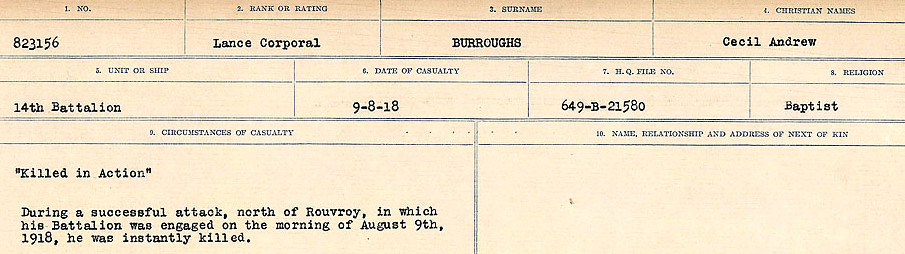 1. NO. 2. RANK OR RATING 3. SURNAME 4. CHRISTIAN NAMES
823156 Lance Corporal BURROUGHS Cecil Andrew
5. UNIT OR SHIP 6. DATE OF CASUALTY 7. H.Q. FILE NO. 8. RELIGION
14th Battalion 9-8-18 649-B-21580 Baptist
9. CIRCUMSTANCES OF CASUALTY 10. NAME, RELATIONSHIP AND ADDRESS OF NEXT OF KIN
"Killed in Action"
During a successful attack, north of Rouvroy, in which
his Battalion was engaged on the morning of August 9th,
1918, he was instantly killed.